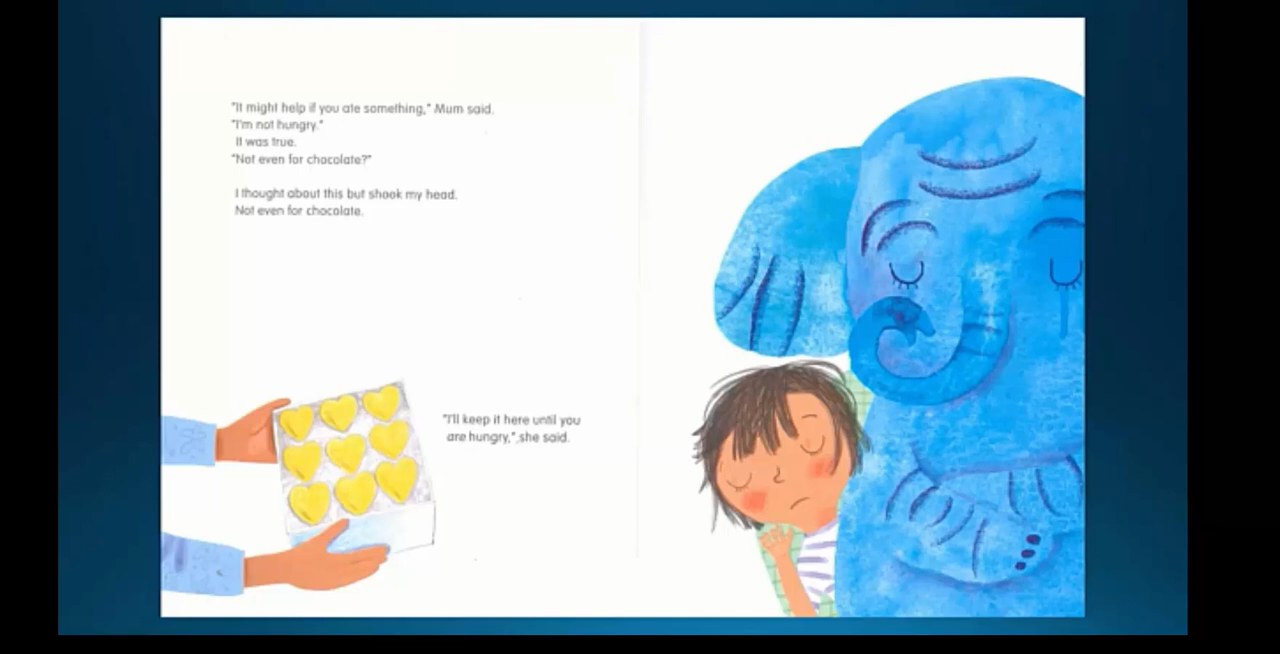 "It might help if you ate something," Mum said.
"I'm not hungry."
It was true.
"Not even for chocolate?"
I thought about this but shook my head.
Not even for chocolate.
"I'll keep it here until you
are hungry," she said.